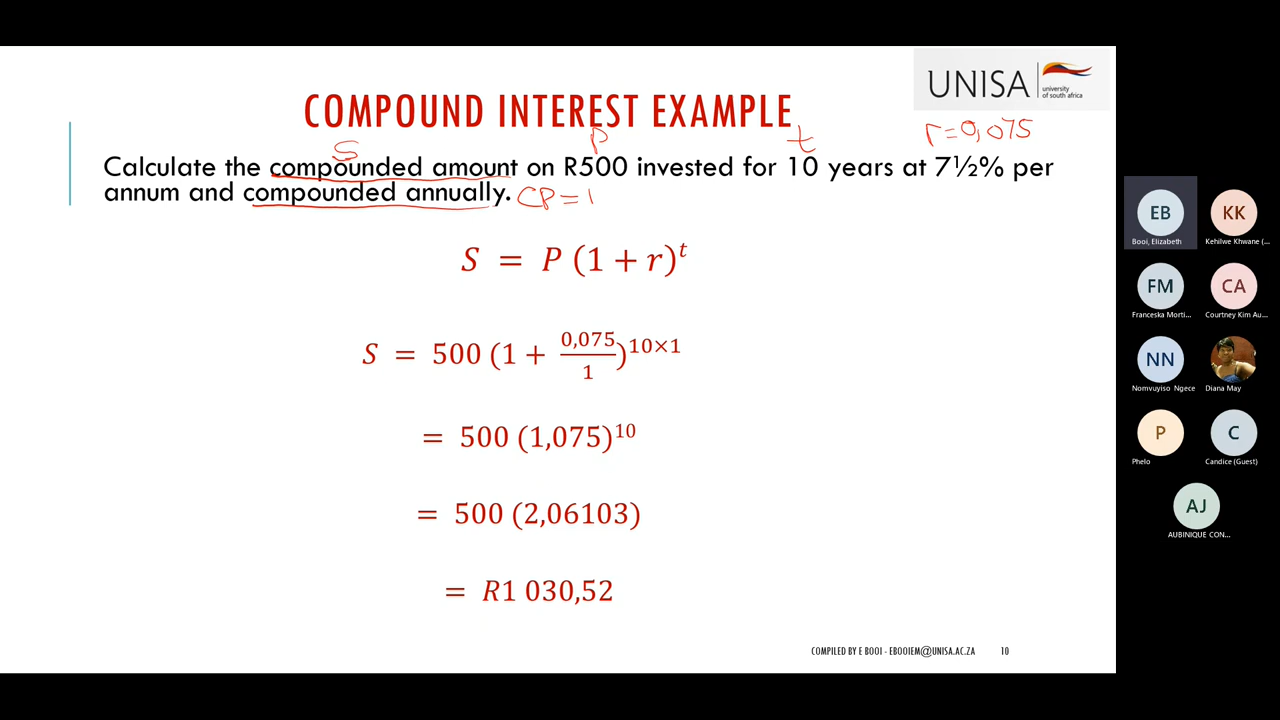 UNISA
university
of south africa
COMPOUND INTEREST EXAMPLE
r=0,075
S P t
Calculate the compounded amount on R500 invested for 10 years at 7½% per
annum and compounded annually. CP=1
S = P (1 + r)ᵗ
S = 500 (1 + 0,075/1)¹⁰ˣ¹
= 500 (1,075)¹⁰
= 500 (2,06103)
= R1 030,52
COMPILED BY E BOOI - EBOOIEM@UNISA.AC.ZA 10
EB
Booi, Elizabeth
KK
Kehilwe Khwane (...
FM
Franceska Morti...
CA
Courtney Kim Au...
NN
Nomvuyiso Ngece
Diana May
P
Phelo
C
Candice (Guest)
AJ
AUBINIQUE CON...